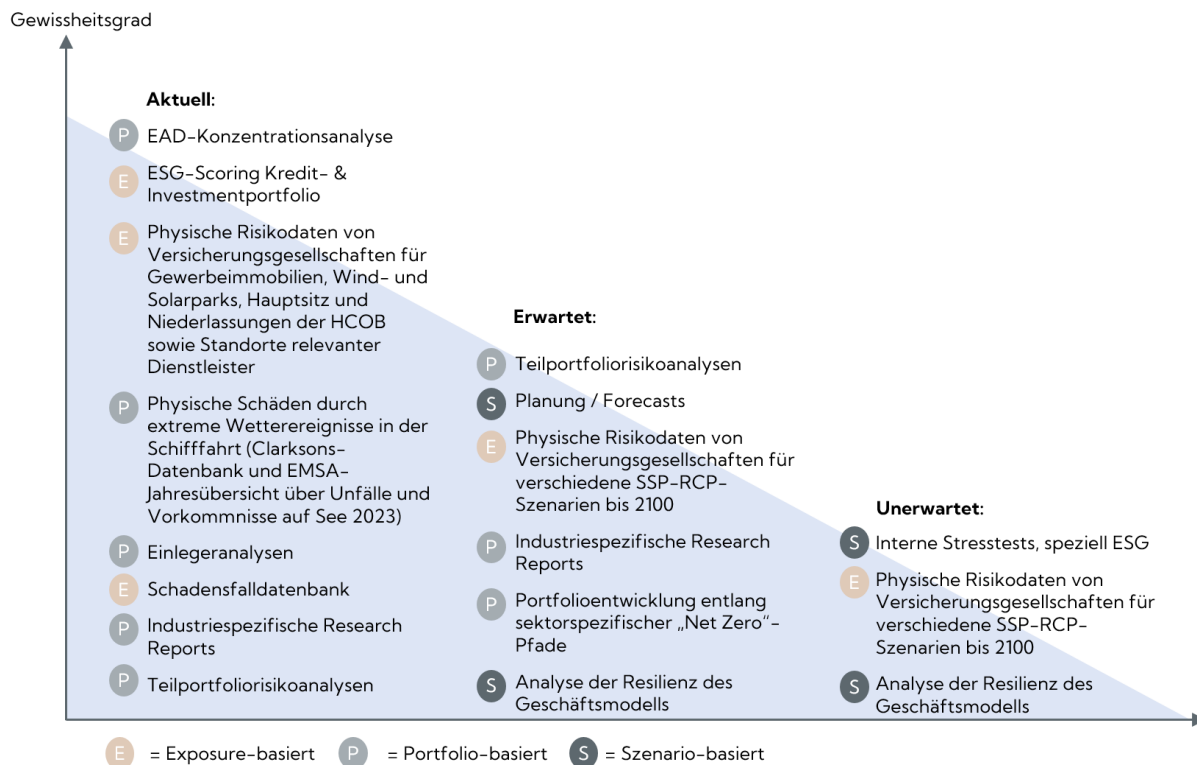 Gewissheitsgrad
Aktuell:
P EAD-Konzentrationsanalyse
E ESG-Scoring Kredit- &
Investmentportfolio
E Physische Risikodaten von
Versicherungsgesellschaften für
Gewerbeimmobilien, Wind- und
Solarparks, Hauptsitz und
Niederlassungen der HCOB
sowie Standorte relevanter
Dienstleister
P Physische Schäden durch
extreme Wetterereignisse in der
Schifffahrt (Clarksons-
Datenbank und EMSA-
Jahresübersicht über Unfälle und
Vorkommnisse auf See 2023)
P Einlegeranalysen
E Schadensfalldatenbank
P Industriespezifische Research
Reports
P Teilportfoliorisikoanalysen
Erwartet:
P Teilportfoliorisikoanalysen
S Planung / Forecasts
E Physische Risikodaten von
Versicherungsgesellschaften für
verschiedene SSP-RCP-
Szenarien bis 2100
P Industriespezifische Research
Reports
P Portfolioentwicklung entlang
sektorspezifischer „Net Zero“-
Pfade
S Analyse der Resilienz des
Geschäftsmodells
Unerwartet:
S Interne Stresstests, speziell ESG
E Physische Risikodaten von
Versicherungsgesellschaften für
verschiedene SSP-RCP-
Szenarien bis 2100
S Analyse der Resilienz des
Geschäftsmodells
E = Exposure-basiert P = Portfolio-basiert S = Szenario-basiert